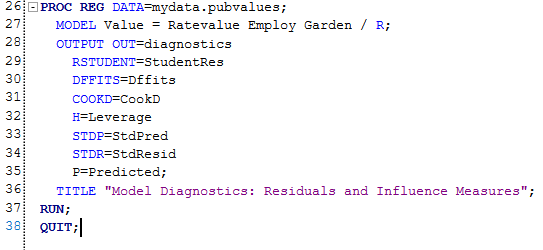 26 PROC REG DATA=mydata.pubvalues;
27 MODEL Value = Ratevalue Employ Garden / R;
28 OUTPUT OUT=diagnostics
29 RSTUDENT=StudentRes
30 DFFITS=Dffits
31 COOKD=CookD
32 H=Leverage
33 STDP=StdPred
34 STDR=StdResid
35 P=Predicted;
36 TITLE "Model Diagnostics: Residuals and Influence Measures";
37 RUN;
38 QUIT;